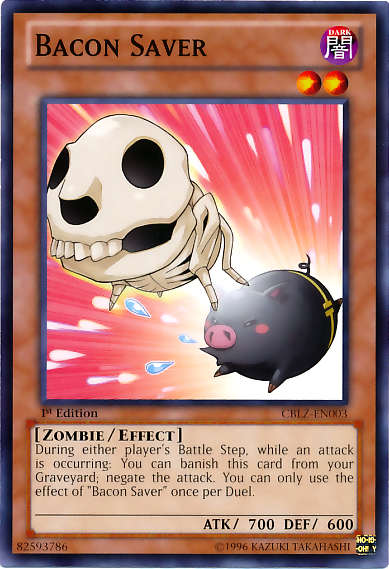 BACON SAVER
DARK
闇
1st Edition
CBLZ-EN003
[ZOMBIE / EFFECT]
During either player's Battle Step, while an attack
is occurring: You can banish this card from your
Graveyard; negate the attack. You can only use the
effect of "Bacon Saver" once per Duel.
ATK/ 700 DEF/ 600
82593786
©1996 KAZUKI TAKAHASHI